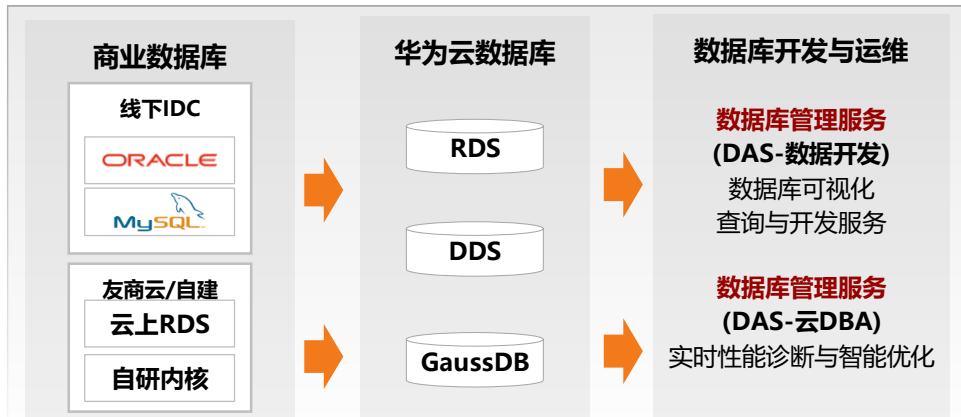 商业数据库
线下IDC
ORACLE
MySQL
友商云/自建
云上RDS
自研内核
华为云数据库
RDS
DDS
GaussDB
数据库开发与运维
数据库管理服务
(DAS-数据开发)
数据库可视化
查询与开发服务
数据库管理服务
(DAS-云DBA)
实时性能诊断与智能优化